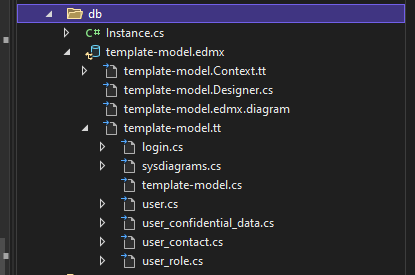 db
Instance.cs
template-model.edmx
template-model.Context.tt
template-model.Designer.cs
template-model.edmx.diagram
template-model.tt
login.cs
sysdiagrams.cs
template-model.cs
user.cs
user_confidential_data.cs
user_contact.cs
user_role.cs